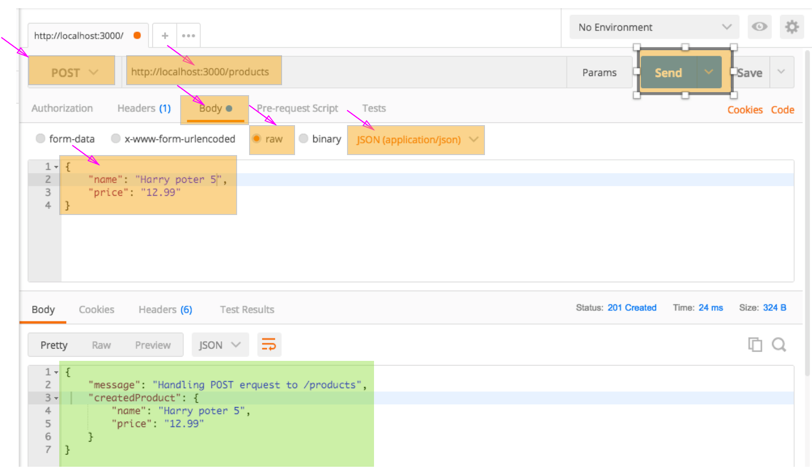 http://localhost:3000/
No Environment
POST
http://localhost:3000/products
Params
Send
Save
Authorization Headers (1) Body Pre-request Script Tests
Cookies Code
form-data x-www-form-urlencoded raw binary JSON (application/json)
1 {
2 "name": "Harry poter 5",
3 "price": "12.99"
4 }
Body Cookies Headers (6) Test Results
Status: 201 Created Time: 24 ms Size: 324 B
Pretty Raw Preview JSON
1 {
2 "message": "Handling POST erquest to /products",
3 "createdProduct": {
4 "name": "Harry poter 5",
5 "price": "12.99"
6 }
7 }